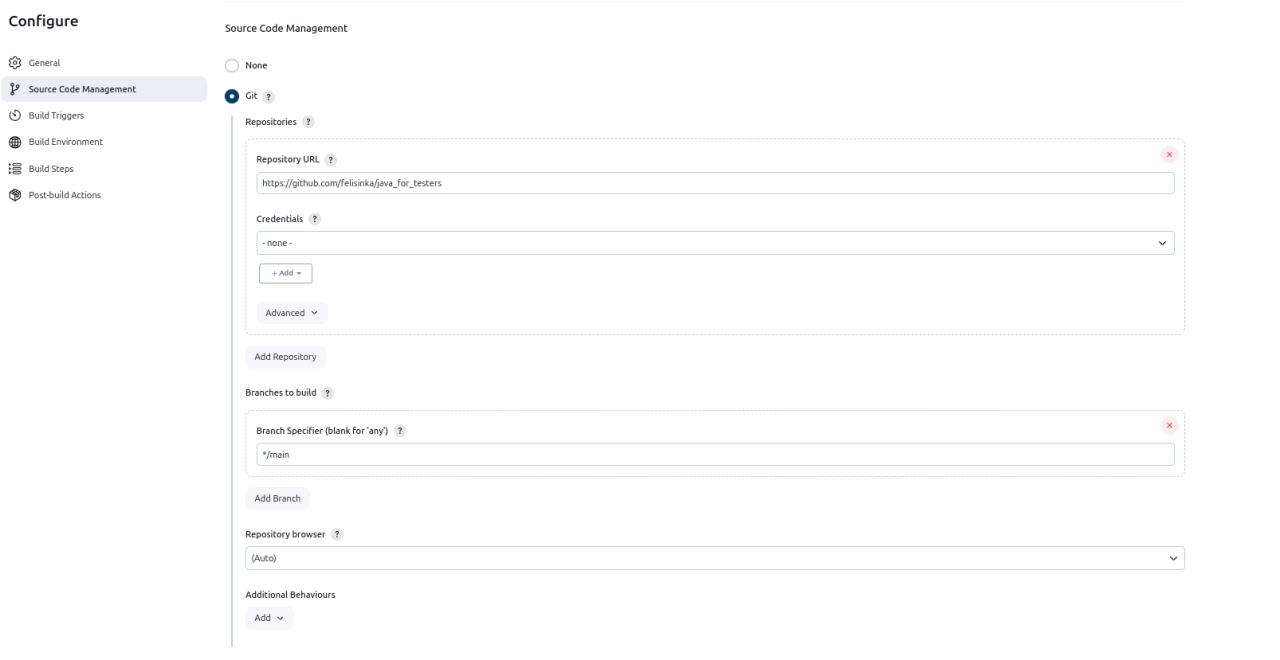 Configure
General
Source Code Management
Build Triggers
Build Environment
Build Steps
Post-build Actions
Source Code Management
None
Git ?
Repositories ?
Repository URL ?
https://github.com/felisinka/java_for_testers
Credentials ?
- none -
+ Add
Advanced
Add Repository
Branches to build ?
Branch Specifier (blank for 'any') ?
*/main
Add Branch
Repository browser ?
(Auto)
Additional Behaviours
Add